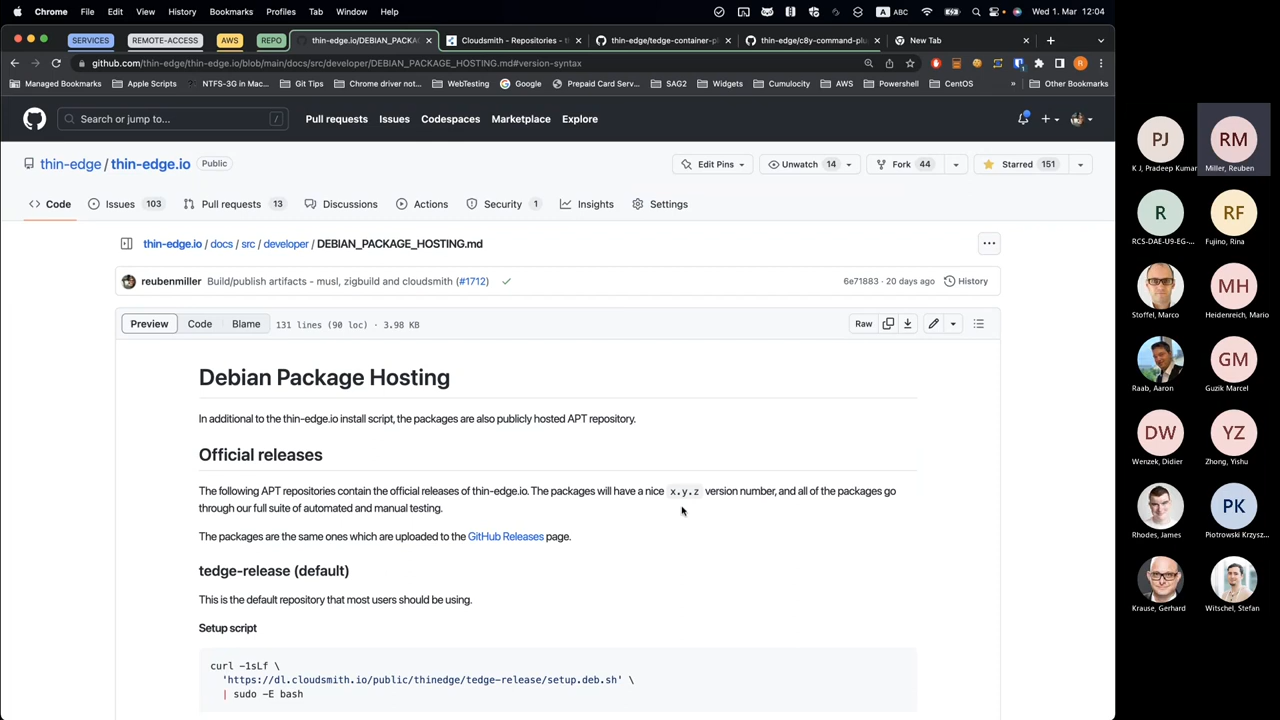 Chrome File Edit View History Bookmarks Profiles Tab Window Help A ABC Wed 1. Mar 12:04
SERVICES REMOTE-ACCESS AWS REPO thin-edge.io/DEBIAN_PACKA Cloudsmith - Repositories - th thin-edge/tedge-container-pl thin-edge/c8y-command-plu New Tab
github.com/thin-edge/thin-edge.io/blob/main/docs/src/developer/DEBIAN_PACKAGE_HOSTING.md#version-syntax
Managed Bookmarks Apple Scripts NTFS-3G in Mac... Git Tips Chrome driver not... WebTesting Google Prepaid Card Serv... SAG2 Widgets Cumulocity AWS Powershell CentOS Other Bookmarks
Search or jump to... / Pull requests Issues Codespaces Marketplace Explore
thin-edge / thin-edge.io Public Edit Pins Unwatch 14 Fork 44 Starred 151
Code Issues 103 Pull requests 13 Discussions Actions Security 1 Insights Settings
thin-edge.io / docs / src / developer / DEBIAN_PACKAGE_HOSTING.md
reubenmiller Build/publish artifacts - musl, zigbuild and cloudsmith (#1712) 6e71883 · 20 days ago History
Preview Code Blame 131 lines (90 loc) · 3.98 KB Raw
Debian Package Hosting
In additional to the thin-edge.io install script, the packages are also publicly hosted APT repository.
Official releases
The following APT repositories contain the official releases of thin-edge.io. The packages will have a nice x.y.z version number, and all of the packages go
through our full suite of automated and manual testing.
The packages are the same ones which are uploaded to the GitHub Releases page.
tedge-release (default)
This is the default repository that most users should be using.
Setup script
curl -1sLf \
'https://dl.cloudsmith.io/public/thinedge/tedge-release/setup.deb.sh' \
| sudo -E bash
PJ RM
K J, Pradeep Kumar Miller, Reuben
R RF
RCS-DAE-U9-EG-... Fujino, Rina
MH
Stoffel, Marco Heidenreich, Mario
GM
Raab, Aaron Guzik Marcel
DW YZ
Wenzek, Didier Zhong, Yishu
PK
Rhodes, James Piotrowski Krzysz...
Krause, Gerhard Witschel, Stefan